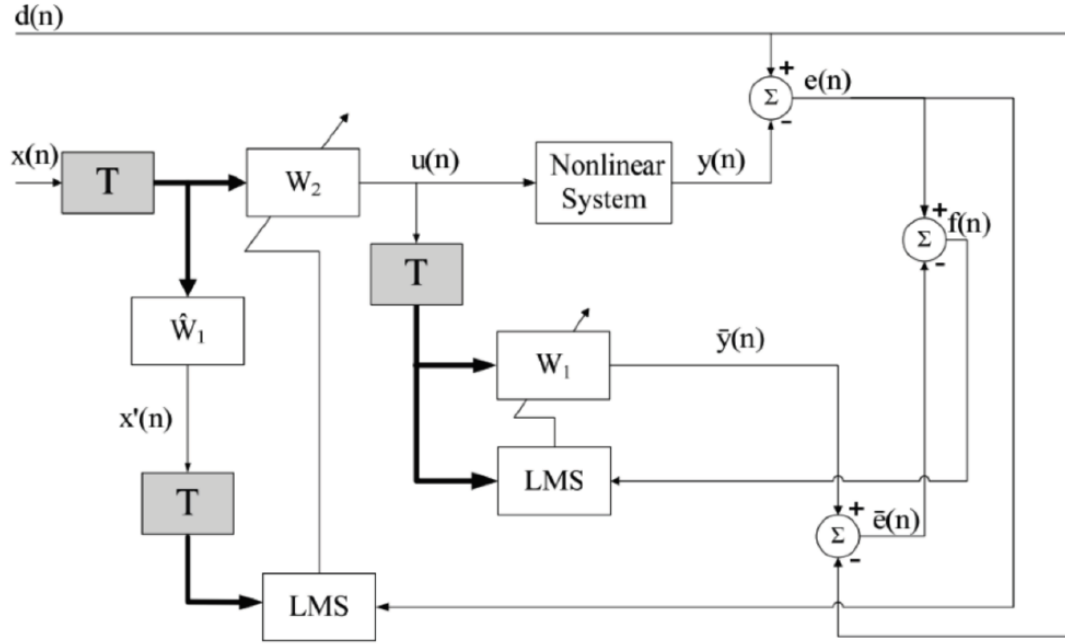 d(n)
+
Σ
e(n)
-
x(n)
T
W₂
u(n)
Nonlinear
System
y(n)
+
Σ
f(n)
-
T
Ŵ₁
W₁
ȳ(n)
x'(n)
T
LMS
+
Σ
ē(n)
-
LMS